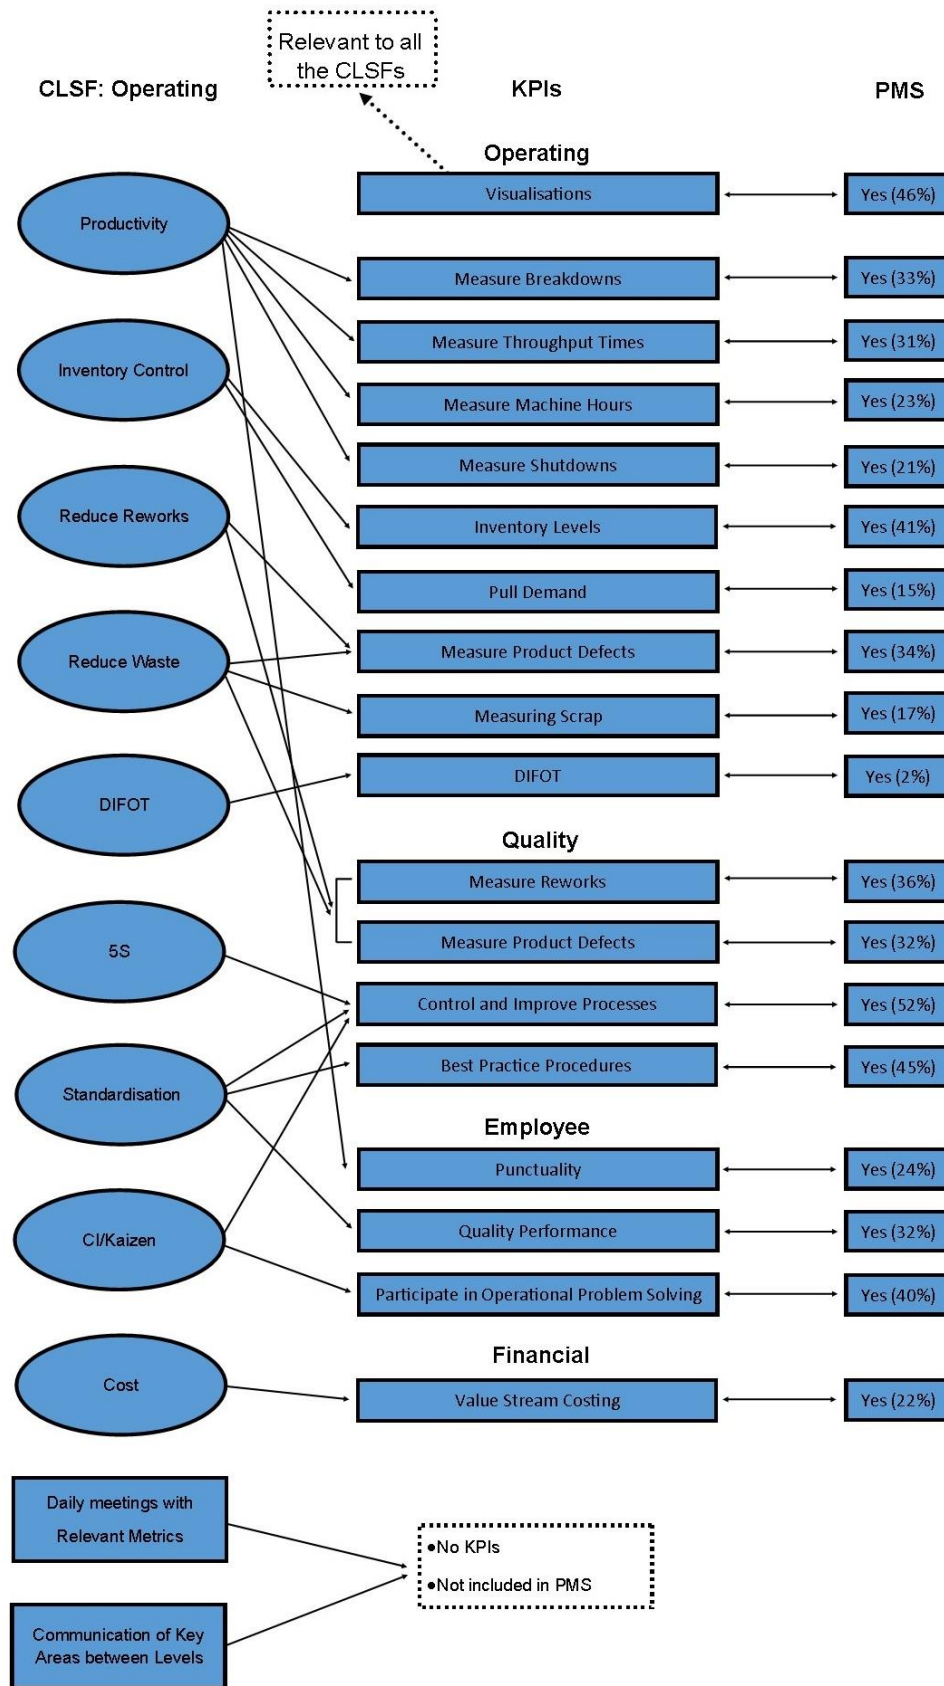 Relevant to all
the CLSFs
CLSF: Operating
KPIs
PMS
Operating
Productivity
Visualisations
Yes (46%)
Measure Breakdowns
Yes (33%)
Inventory Control
Measure Throughput Times
Yes (31%)
Measure Machine Hours
Yes (23%)
Measure Shutdowns
Yes (21%)
Reduce Reworks
Inventory Levels
Yes (41%)
Pull Demand
Yes (15%)
Reduce Waste
Measure Product Defects
Yes (34%)
Measuring Scrap
Yes (17%)
DIFOT
DIFOT
Yes (2%)
Quality
Measure Reworks
Yes (36%)
5S
Measure Product Defects
Yes (32%)
Control and Improve Processes
Yes (52%)
Standardisation
Best Practice Procedures
Yes (45%)
Employee
Punctuality
Yes (24%)
CI/Kaizen
Quality Performance
Yes (32%)
Participate in Operational Problem Solving
Yes (40%)
Financial
Cost
Value Stream Costing
Yes (22%)
Daily meetings with
Relevant Metrics
●No KPIs
●Not included in PMS
Communication of Key
Areas between Levels